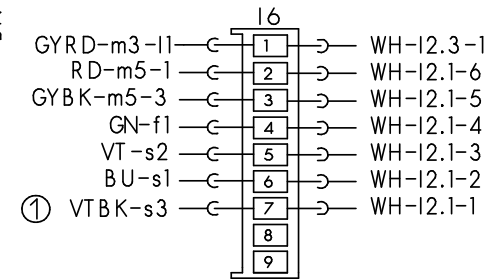 I6
GYRD-m3-I1 1 WH-I2.3-1
RD-m5-1 2 WH-I2.1-6
GYBK-m5-3 3 WH-I2.1-5
GN-f1 4 WH-I2.1-4
VT-s2 5 WH-I2.1-3
BU-s1 6 WH-I2.1-2
1 VTBK-s3 7 WH-I2.1-1
8
9